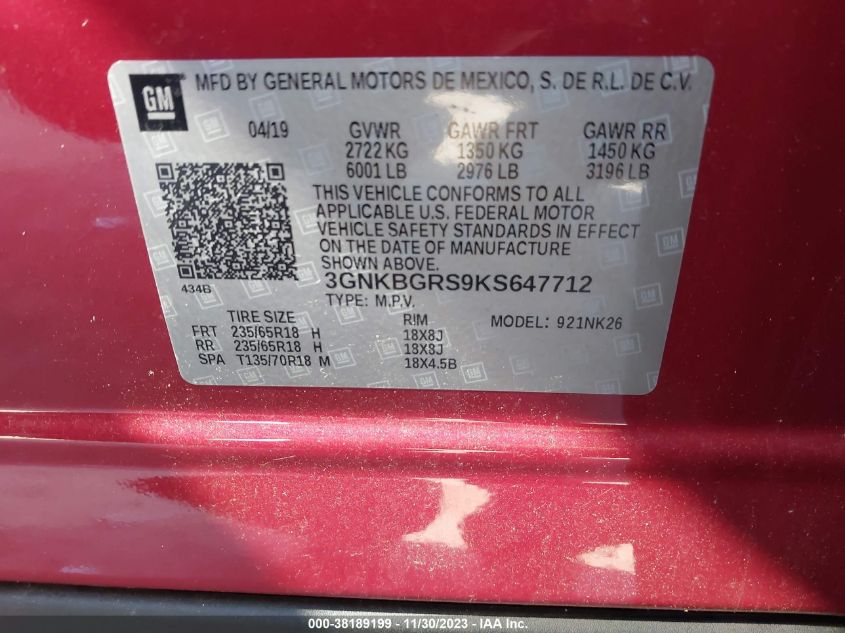 GM
MFD BY GENERAL MOTORS DE MEXICO, S. DE R.L. DE C.V.
04/19 GVWR GAWR FRT GAWR RR
2722 KG 1350 KG 1450 KG
6001 LB 2976 LB 3196 LB
THIS VEHICLE CONFORMS TO ALL
APPLICABLE U.S. FEDERAL MOTOR
VEHICLE SAFETY STANDARDS IN EFFECT
ON THE DATE OF MANUFACTURE
SHOWN ABOVE.
434B
3GNKBGRS9KS647712
TYPE: M.P.V.
TIRE SIZE RIM MODEL: 921NK26
FRT 235/65R18 H 18X8J
RR 235/65R18 H 18X8J
SPA T135/70R18 M 18X4.5B
000-38189199 - 11/30/2023 - IAA Inc.